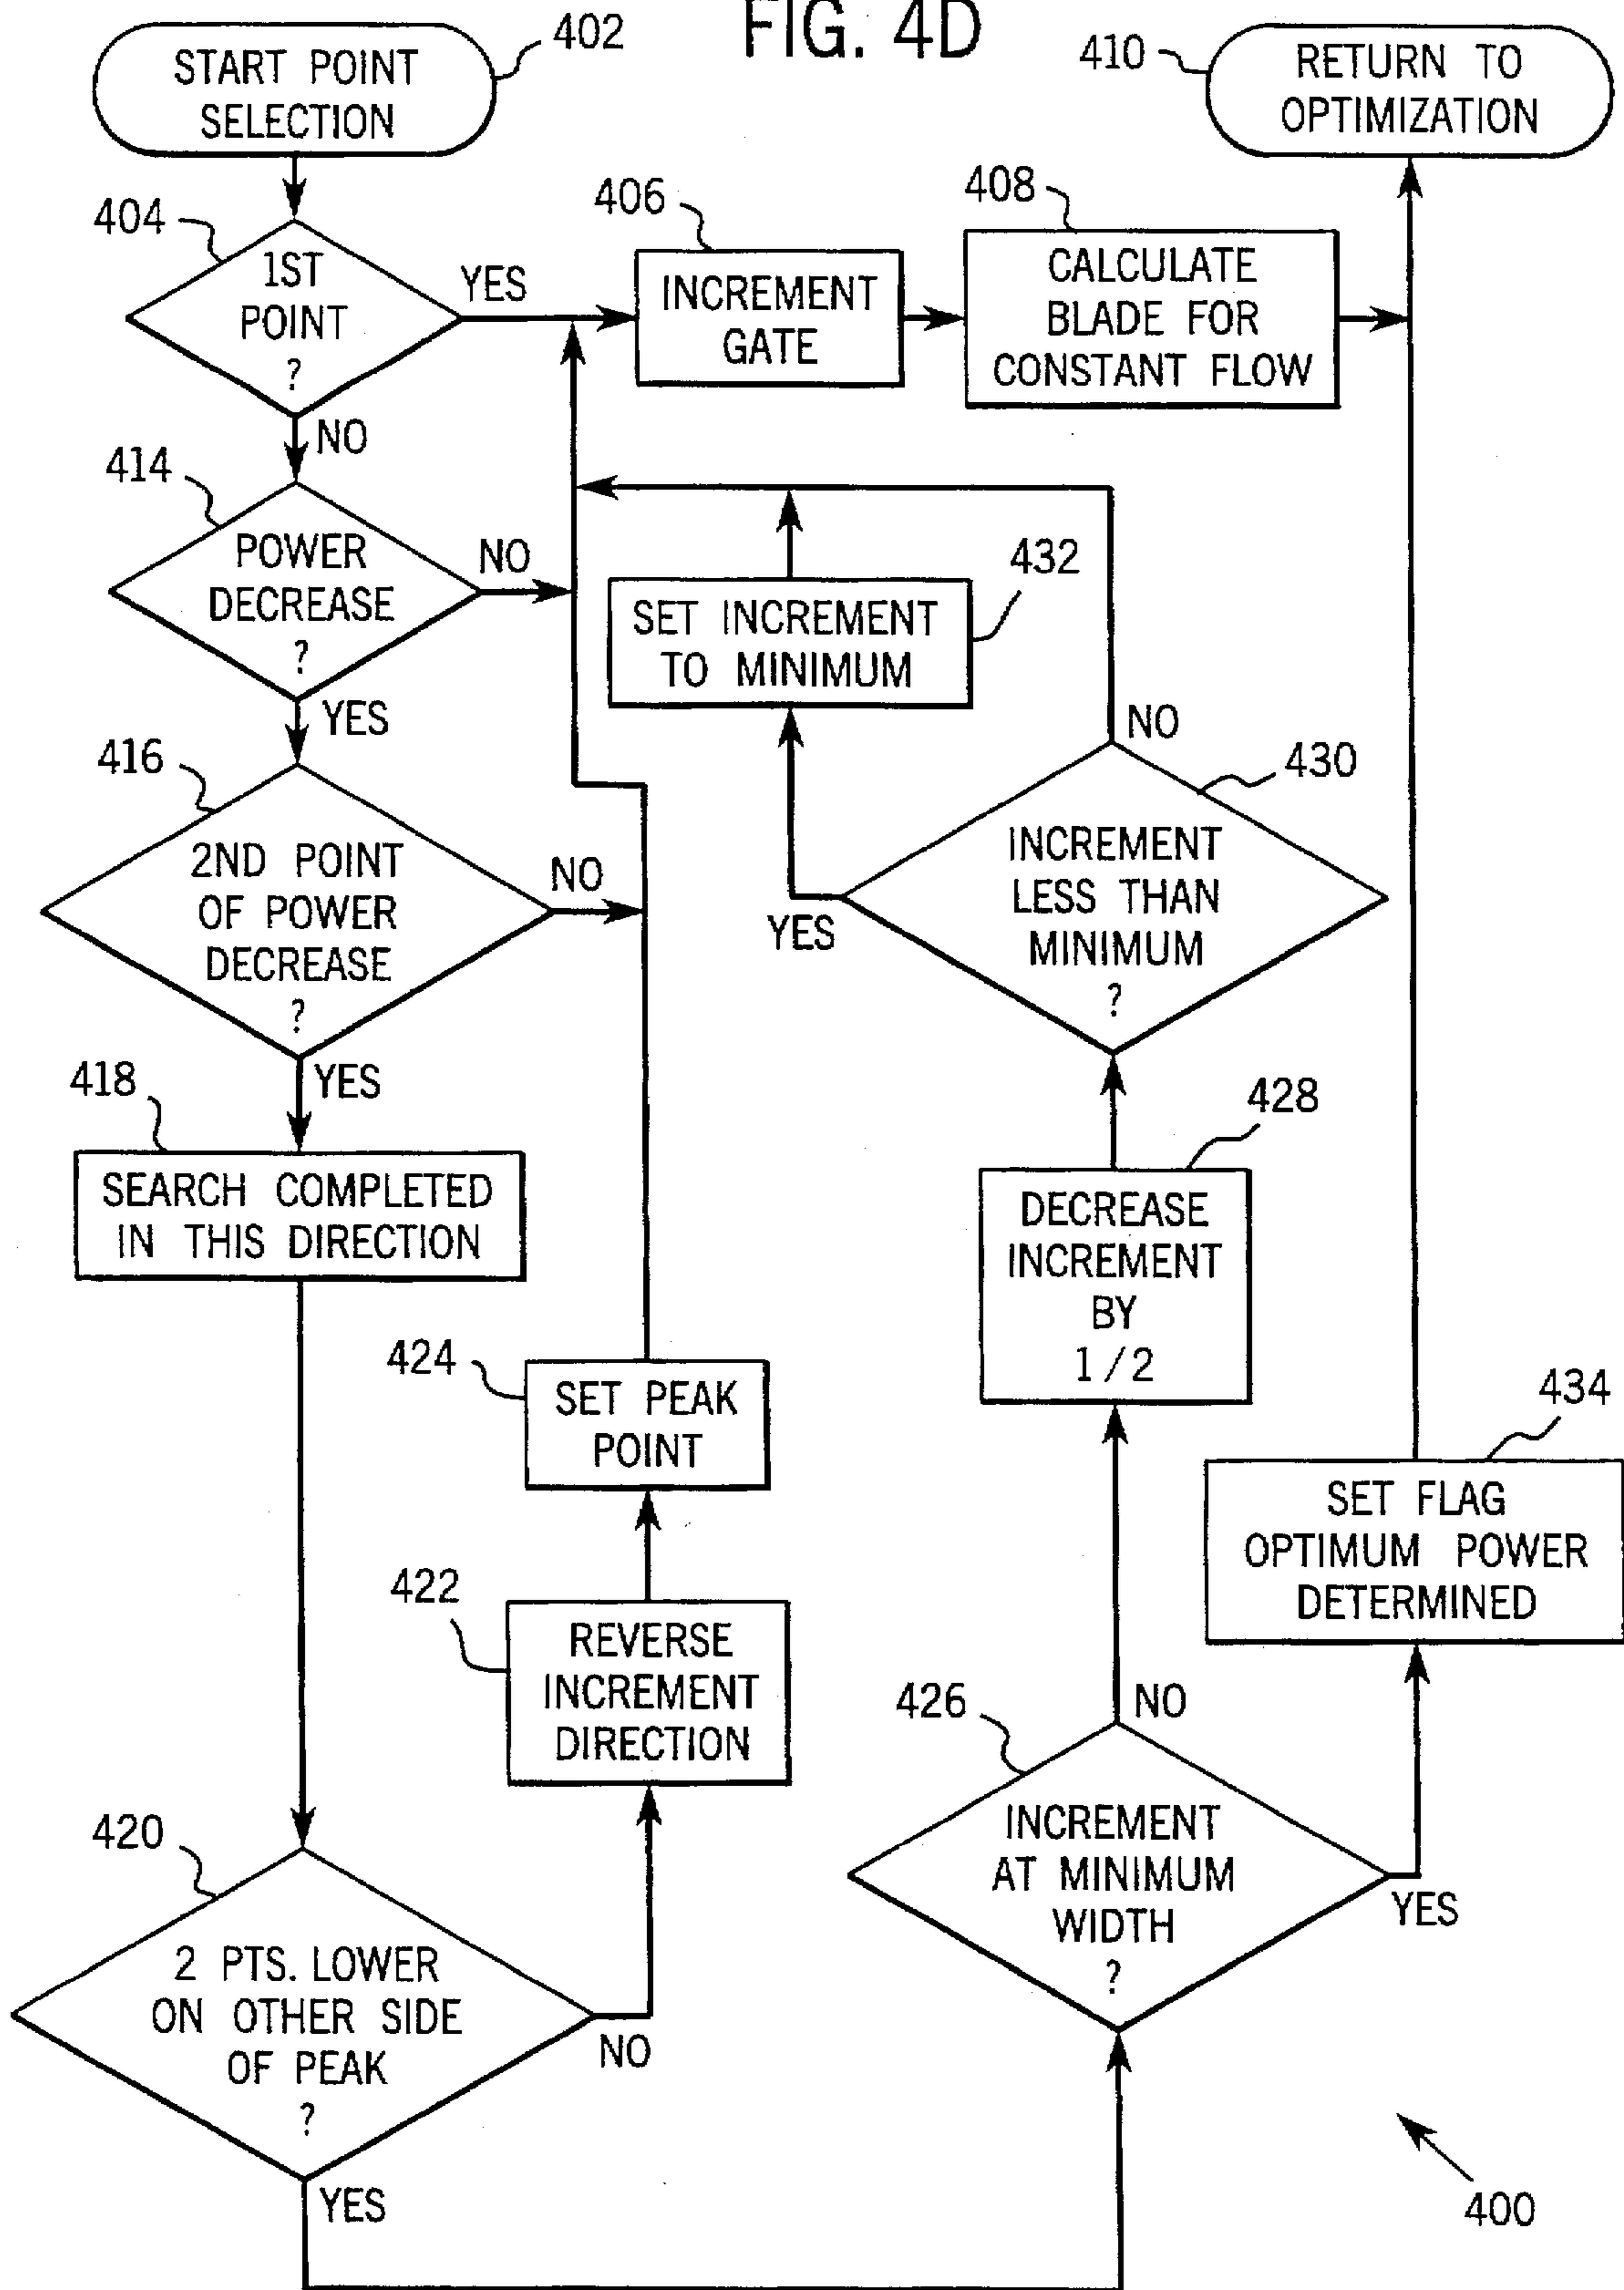 FIG. 4D
402
START POINT
SELECTION
410
RETURN TO
OPTIMIZATION
404
1ST
POINT
?
YES
NO
406
INCREMENT
GATE
408
CALCULATE
BLADE FOR
CONSTANT FLOW
414
POWER
DECREASE
?
NO
YES
432
SET INCREMENT
TO MINIMUM
416
2ND POINT
OF POWER
DECREASE
?
NO
YES
430
INCREMENT
LESS THAN
MINIMUM
?
NO
YES
418
SEARCH COMPLETED
IN THIS DIRECTION
428
DECREASE
INCREMENT
BY
1/2
424
SET PEAK
POINT
434
SET FLAG
OPTIMUM POWER
DETERMINED
422
REVERSE
INCREMENT
DIRECTION
426
INCREMENT
AT MINIMUM
WIDTH
?
NO
YES
420
2 PTS. LOWER
ON OTHER SIDE
OF PEAK
?
NO
YES
400